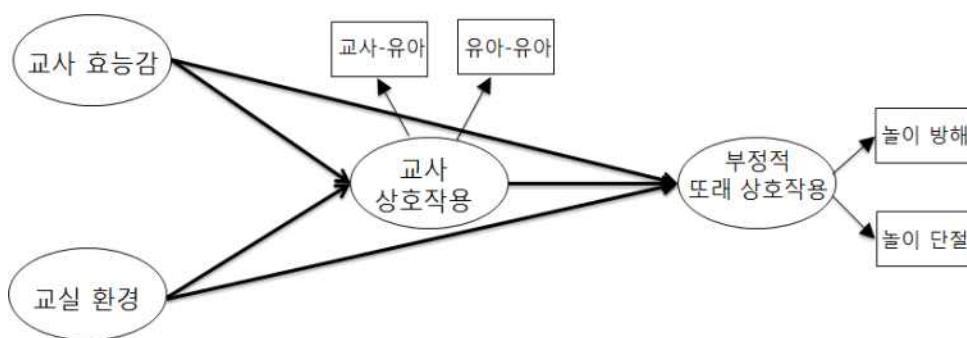 교사 효능감
교사-유아
유아-유아
교사
상호작용
부정적
또래 상호작용
놀이 방해
놀이 단절
교실 환경